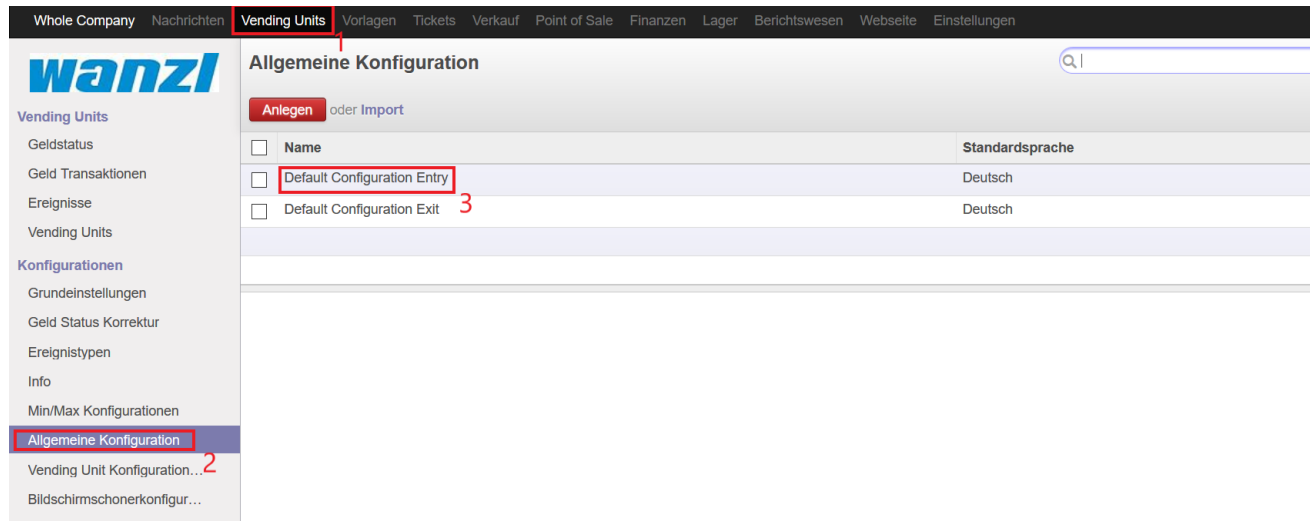 Whole Company Nachrichten Vending Units Vorlagen Tickets Verkauf Point of Sale Finanzen Lager Berichtswesen Webseite Einstellungen
1
wanzl
Allgemeine Konfiguration
Anlegen oder Import
Vending Units
Geldstatus
Geld Transaktionen
Ereignisse
Vending Units
Konfigurationen
Grundeinstellungen
Geld Status Korrektur
Ereignistypen
Info
Min/Max Konfigurationen
Allgemeine Konfiguration
2
Vending Unit Konfiguration…
Bildschirmschonerkonfigur…
Name Standardsprache
Default Configuration Entry Deutsch
3
Default Configuration Exit Deutsch